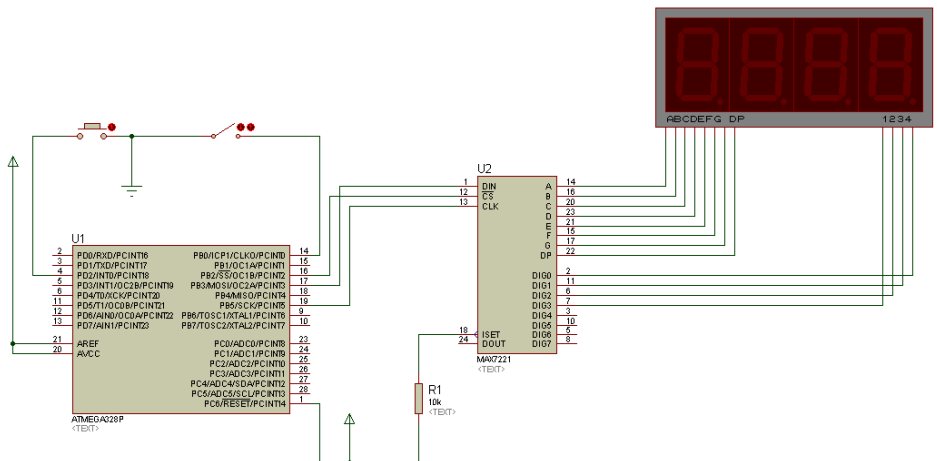 ABCDEFG DP
1234
U2
1 DIN A 14
12 CS B 16
13 CLK C 20
D 23
E 21
F 15
G 17
DP 22
DIG0 2
DIG1 11
DIG2 6
DIG3 7
DIG4 3
DIG5 10
18 ISET DIG6 5
24 DOUT DIG7 8
MAX7221
<TEXT>
U1
2 PD0/RXD/PCINT16 PB0/ICP1/CLKO/PCINT0 14
3 PD1/TXD/PCINT17 PB1/OC1A/PCINT1 15
4 PD2/INT0/PCINT18 PB2/SS/OC1B/PCINT2 16
5 PD3/INT1/OC2B/PCINT19 PB3/MOSI/OC2A/PCINT3 17
6 PD4/T0/XCK/PCINT20 PB4/MISO/PCINT4 18
11 PD5/T1/OC0B/PCINT21 PB5/SCK/PCINT5 19
12 PD6/AIN0/OC0A/PCINT22 PB6/TOSC1/XTAL1/PCINT6 9
13 PD7/AIN1/PCINT23 PB7/TOSC2/XTAL2/PCINT7 10
21 AREF PC0/ADC0/PCINT8 23
20 AVCC PC1/ADC1/PCINT9 24
PC2/ADC2/PCINT10 25
PC3/ADC3/PCINT11 26
PC4/ADC4/SDA/PCINT12 27
PC5/ADC5/SCL/PCINT13 28
PC6/RESET/PCINT14 1
ATMEGA328P
<TEXT>
R1
10k
<TEXT>